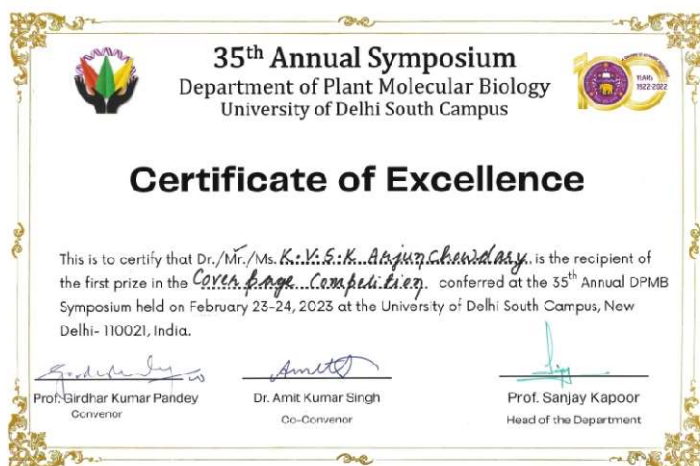 35th Annual Symposium
Department of Plant Molecular Biology
University of Delhi South Campus
100
YEARS
1922-2022
Certificate of Excellence
This is to certify that Dr./Mr./Ms. K.V.S.K Arjun Chowdary is the recipient of
the first prize in the Cover page Competition. conferred at the 35th Annual DPMB
Symposium held on February 23-24, 2023 at the University of Delhi South Campus, New
Delhi- 110021, India.
Prof. Girdhar Kumar Pandey
Convenor
Dr. Amit Kumar Singh
Co-Convenor
Prof. Sanjay Kapoor
Head of the Department